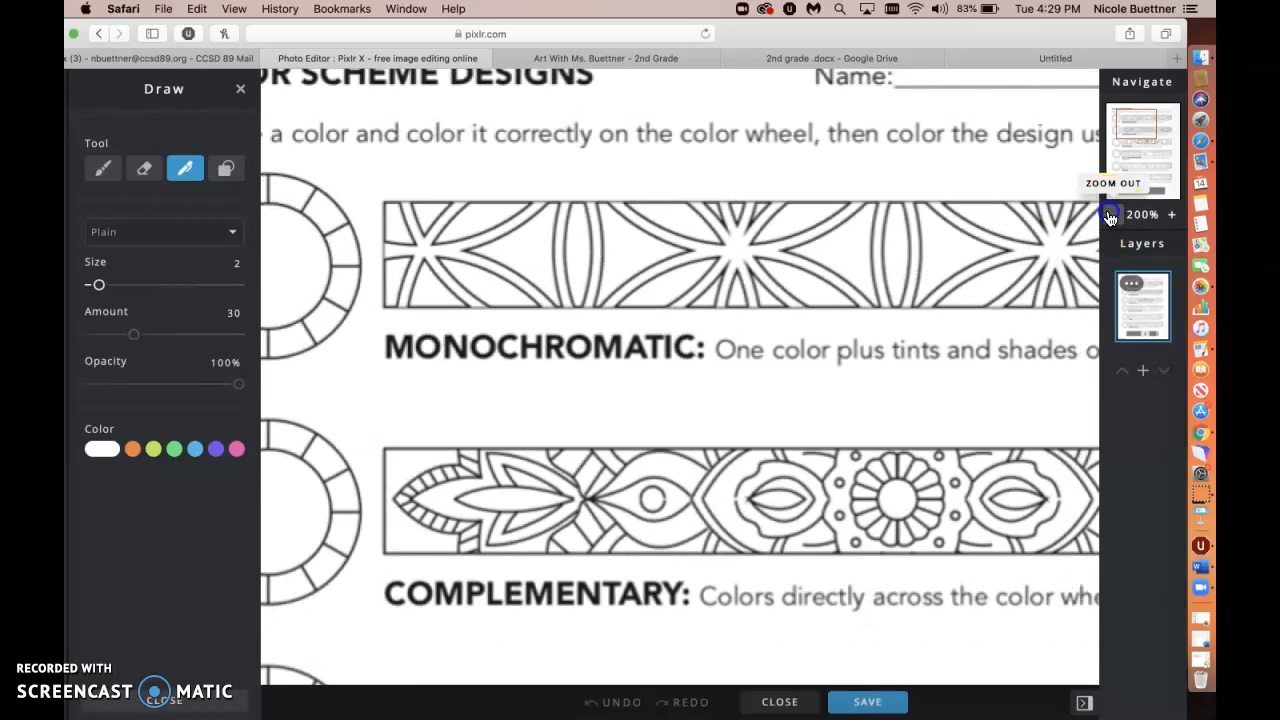 Safari File Edit View History Bookmarks Window Help 83% Tue 4:29 PM Nicole Buettner
pixlr.com
(3) - nbuettner@ccsd89.org - CCSD 89 Mail Photo Editor : Pixlr X - free image editing online Art With Ms. Buettner - 2nd Grade 2nd grade .docx - Google Drive Untitled
Draw
OR SCHEME DESIGNS Name:
Navigate
a color and color it correctly on the color wheel, then color the design us
Tool
ZOOM OUT
200%
Plain
Layers
Size 2
Amount 30
MONOCHROMATIC: One color plus tints and shades o
Opacity 100%
Color
COMPLEMENTARY: Colors directly across the color whe
RECORDED WITH
SCREENCAST MATIC
CLOSE
UNDO REDO CLOSE SAVE